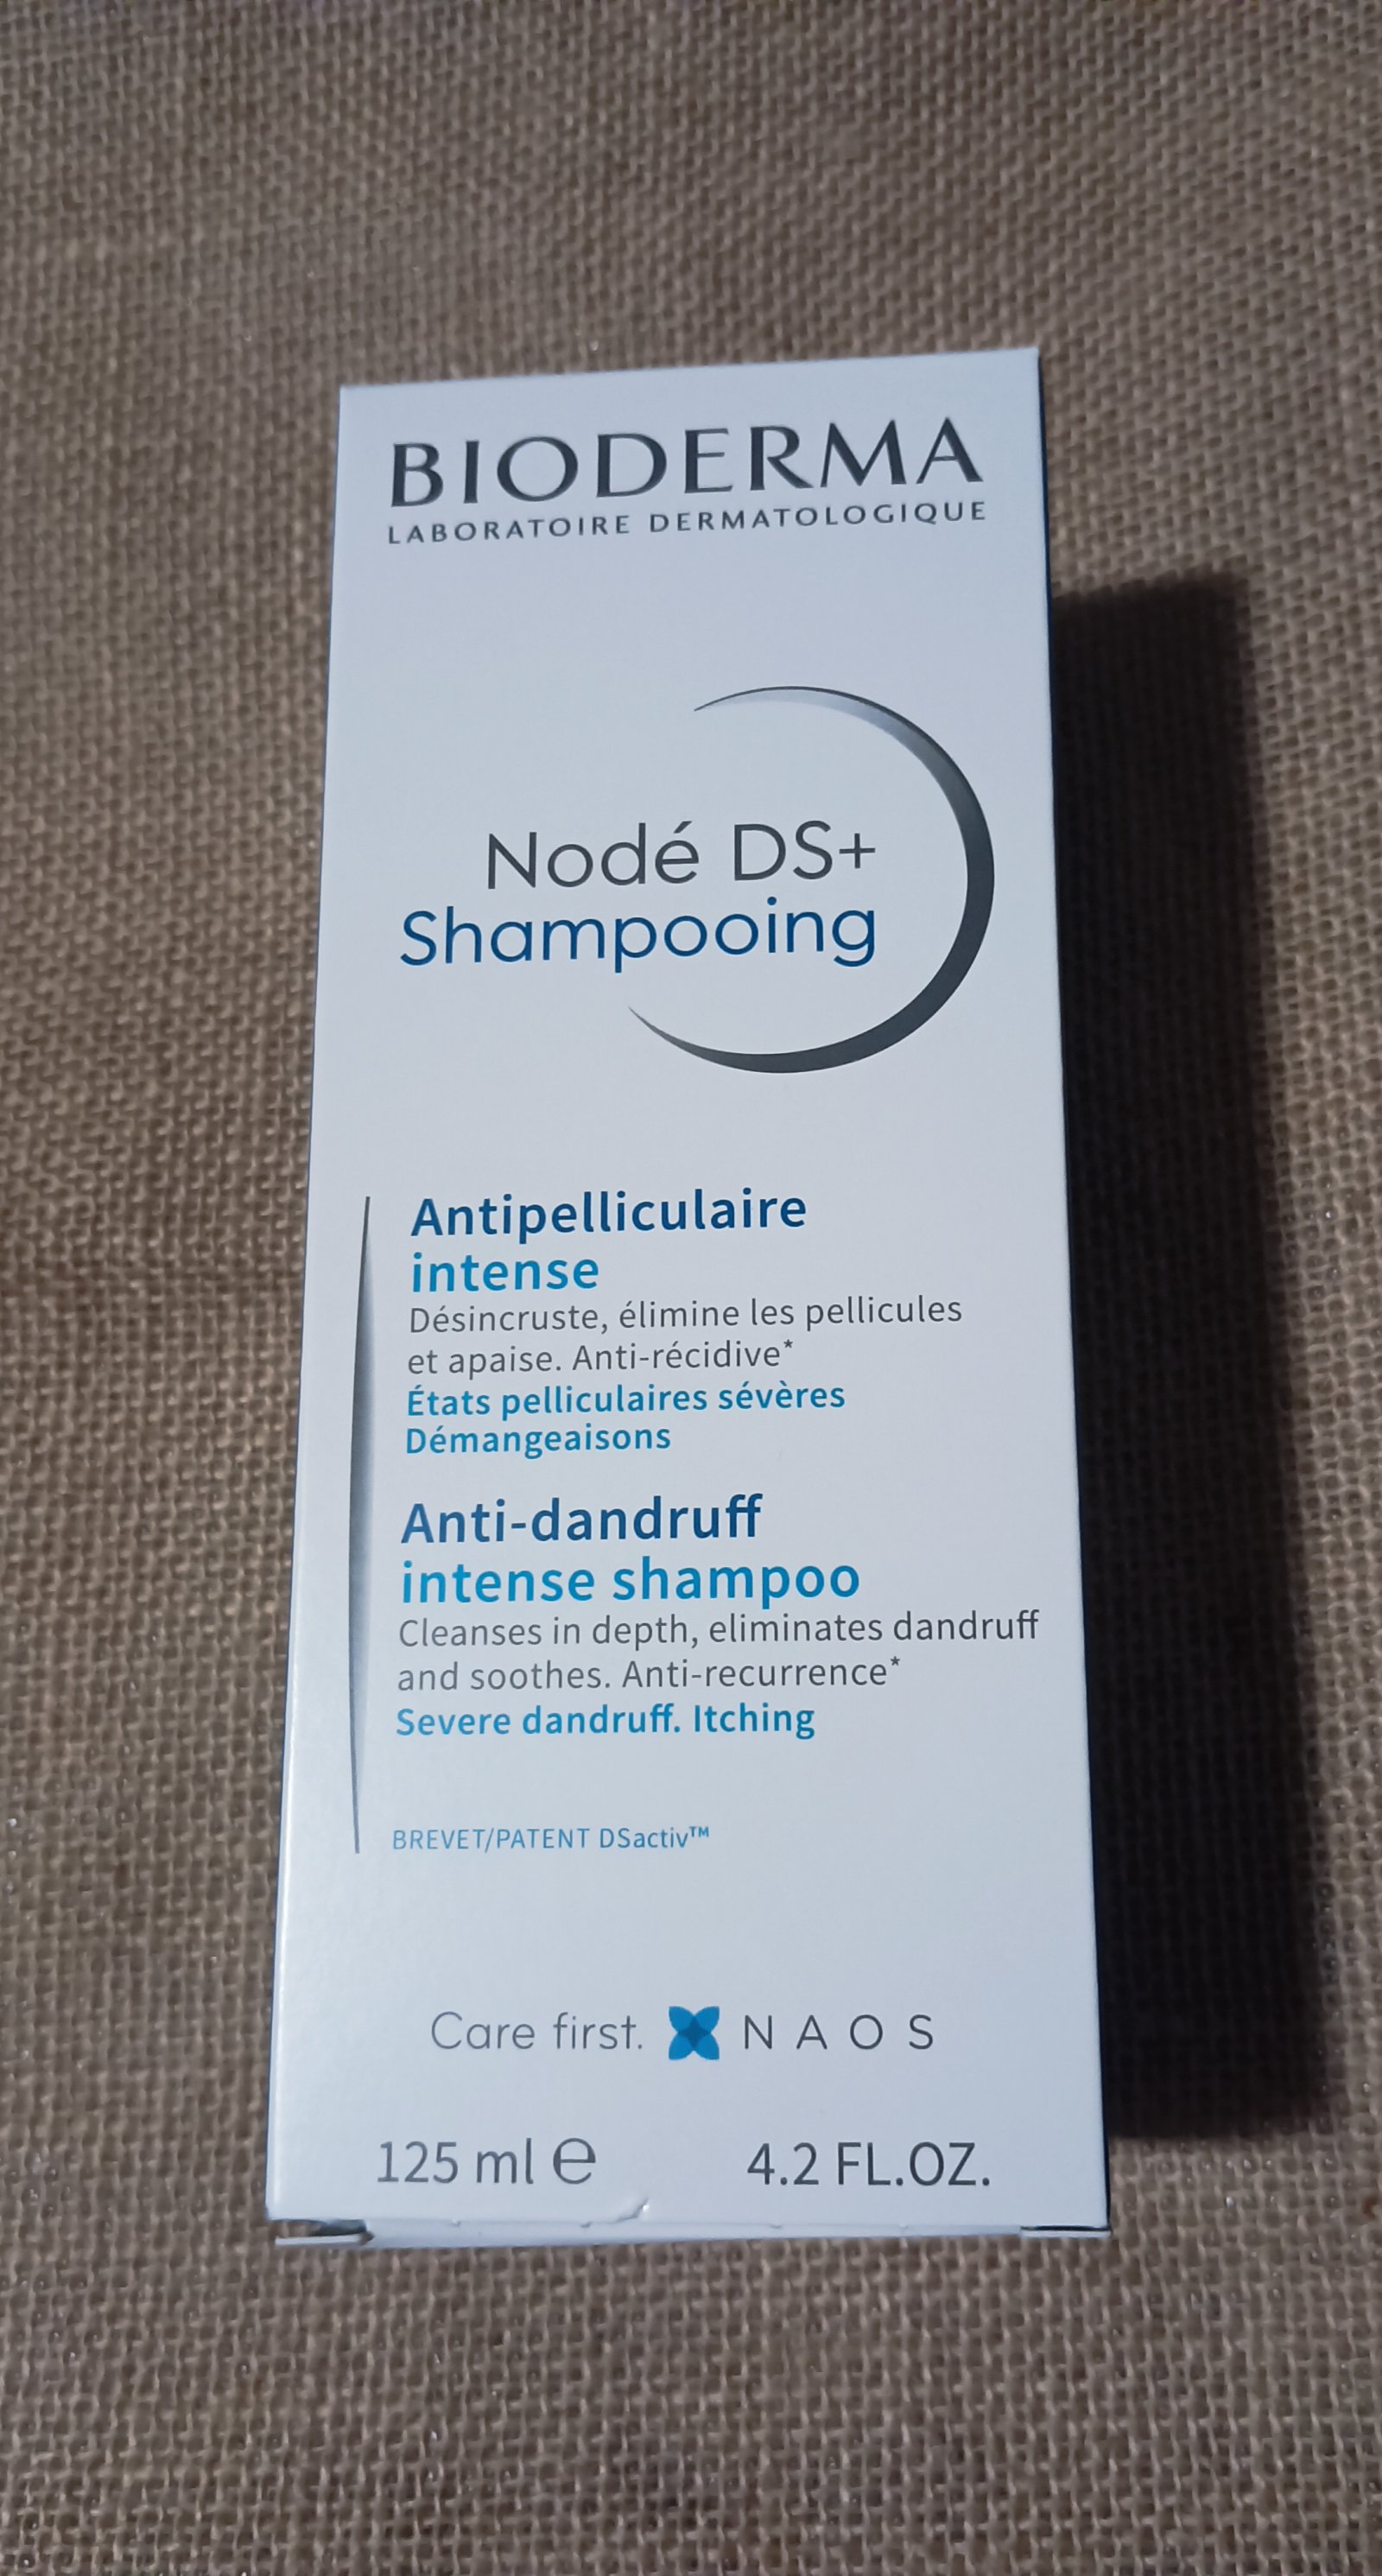 BIODERMA
LABORATOIRE DERMATOLOGIQUE
Nodé DS+
Shampooing
Antipelliculaire
intense
Désincruste, élimine les pellicules
et apaise. Anti-récidive*
États pelliculaires sévères
Démangeaisons
Anti-dandruff
intense shampoo
Cleanses in depth, eliminates dandruff
and soothes. Anti-recurrence*
Severe dandruff. Itching
BREVET/PATENT DSactiv™
Care first. NAOS
125 ml ℮ 4.2 FL.OZ.